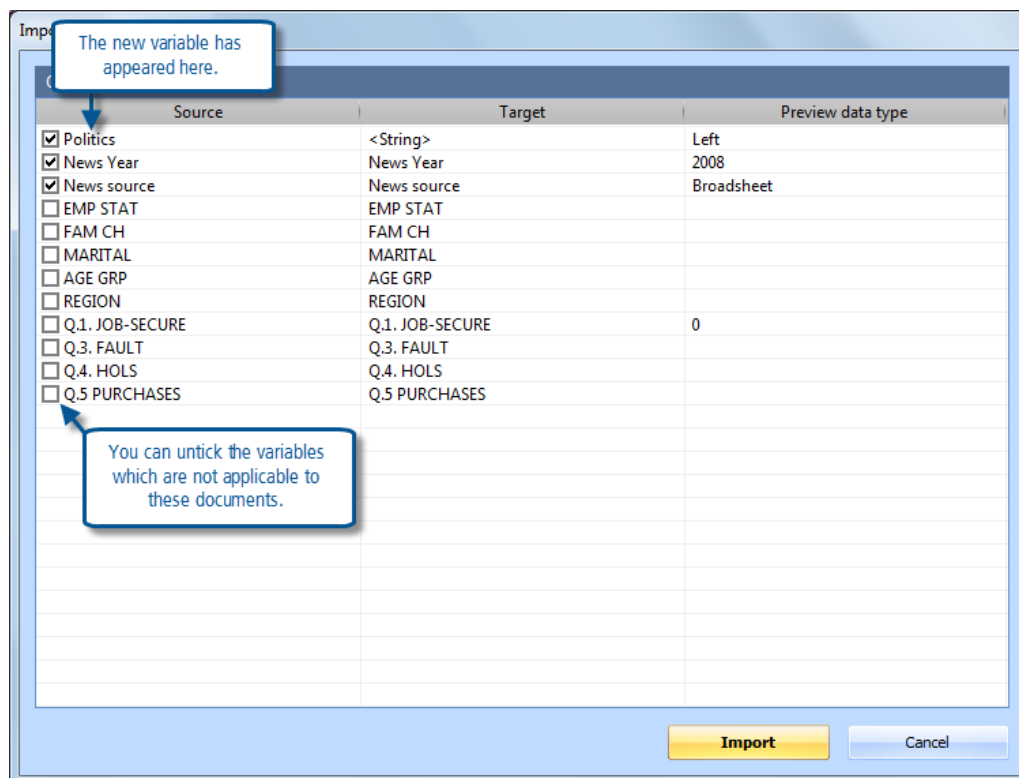 Impo
The new variable has
appeared here.
Source Target Preview data type
Politics <String> Left
News Year News Year 2008
News source News source Broadsheet
EMP STAT EMP STAT
FAM CH FAM CH
MARITAL MARITAL
AGE GRP AGE GRP
REGION REGION
Q.1. JOB-SECURE Q.1. JOB-SECURE 0
Q.3. FAULT Q.3. FAULT
Q.4. HOLS Q.4. HOLS
Q.5 PURCHASES Q.5 PURCHASES
You can untick the variables
which are not applicable to
these documents.
Import Cancel